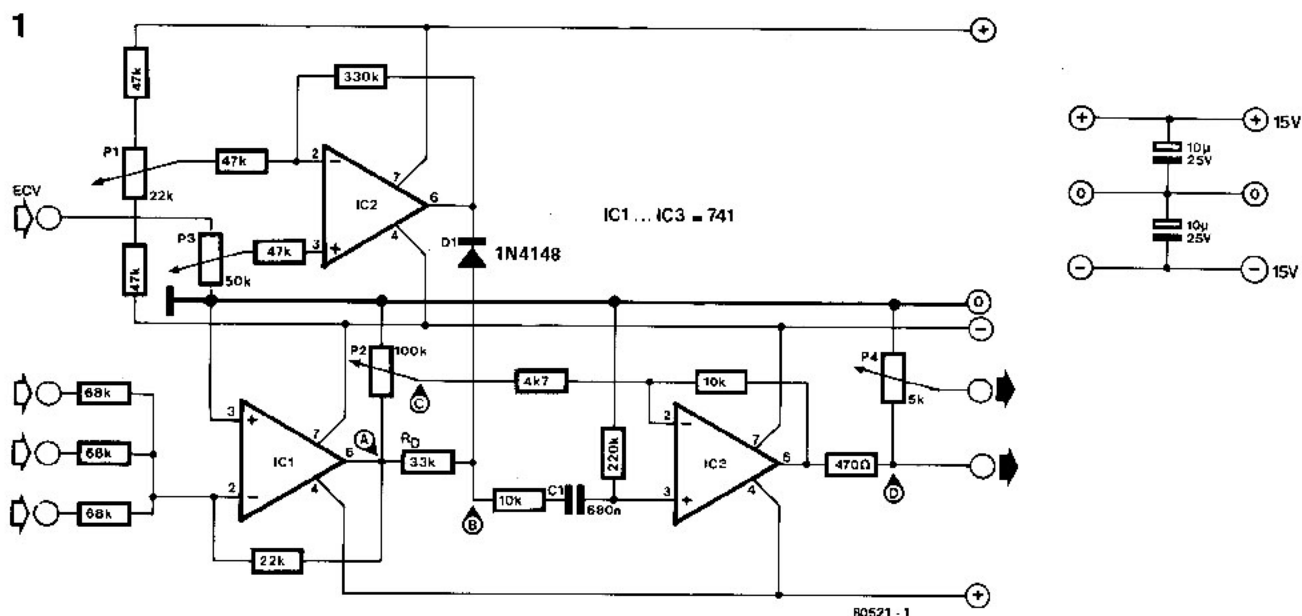 1
+
47k
330k
+
+
15V
P1
47k
2
−
7
10µ
25V
22k
ECV
IC2
6
IC1 ... IC3 = 741
0
0
P3
47k
3
+
4
D1
1N4148
10µ
25V
47k
50k
−
−
15V
0
−
P2
100k
P4
4k7
10k
5k
68k
C
3
+
7
A
RD
2
−
7
68k
IC1
6
33k
220k
IC3
6
470Ω
68k
2
−
4
10k
C1
680n
3
+
4
B
D
22k
+
80521 - 1